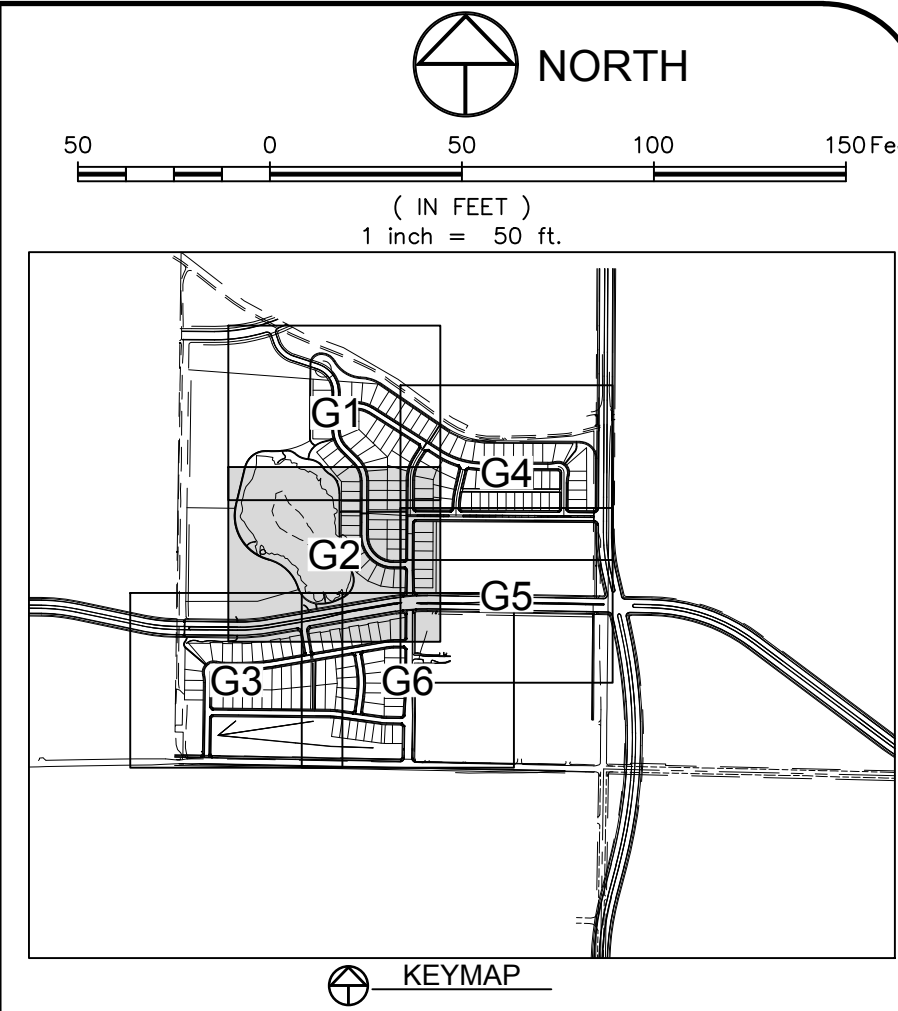 NORTH
50 0 50 100 150 Fe
( IN FEET )
1 inch = 50 ft.
G1
G4
G2
G5
G3 G6
KEYMAP